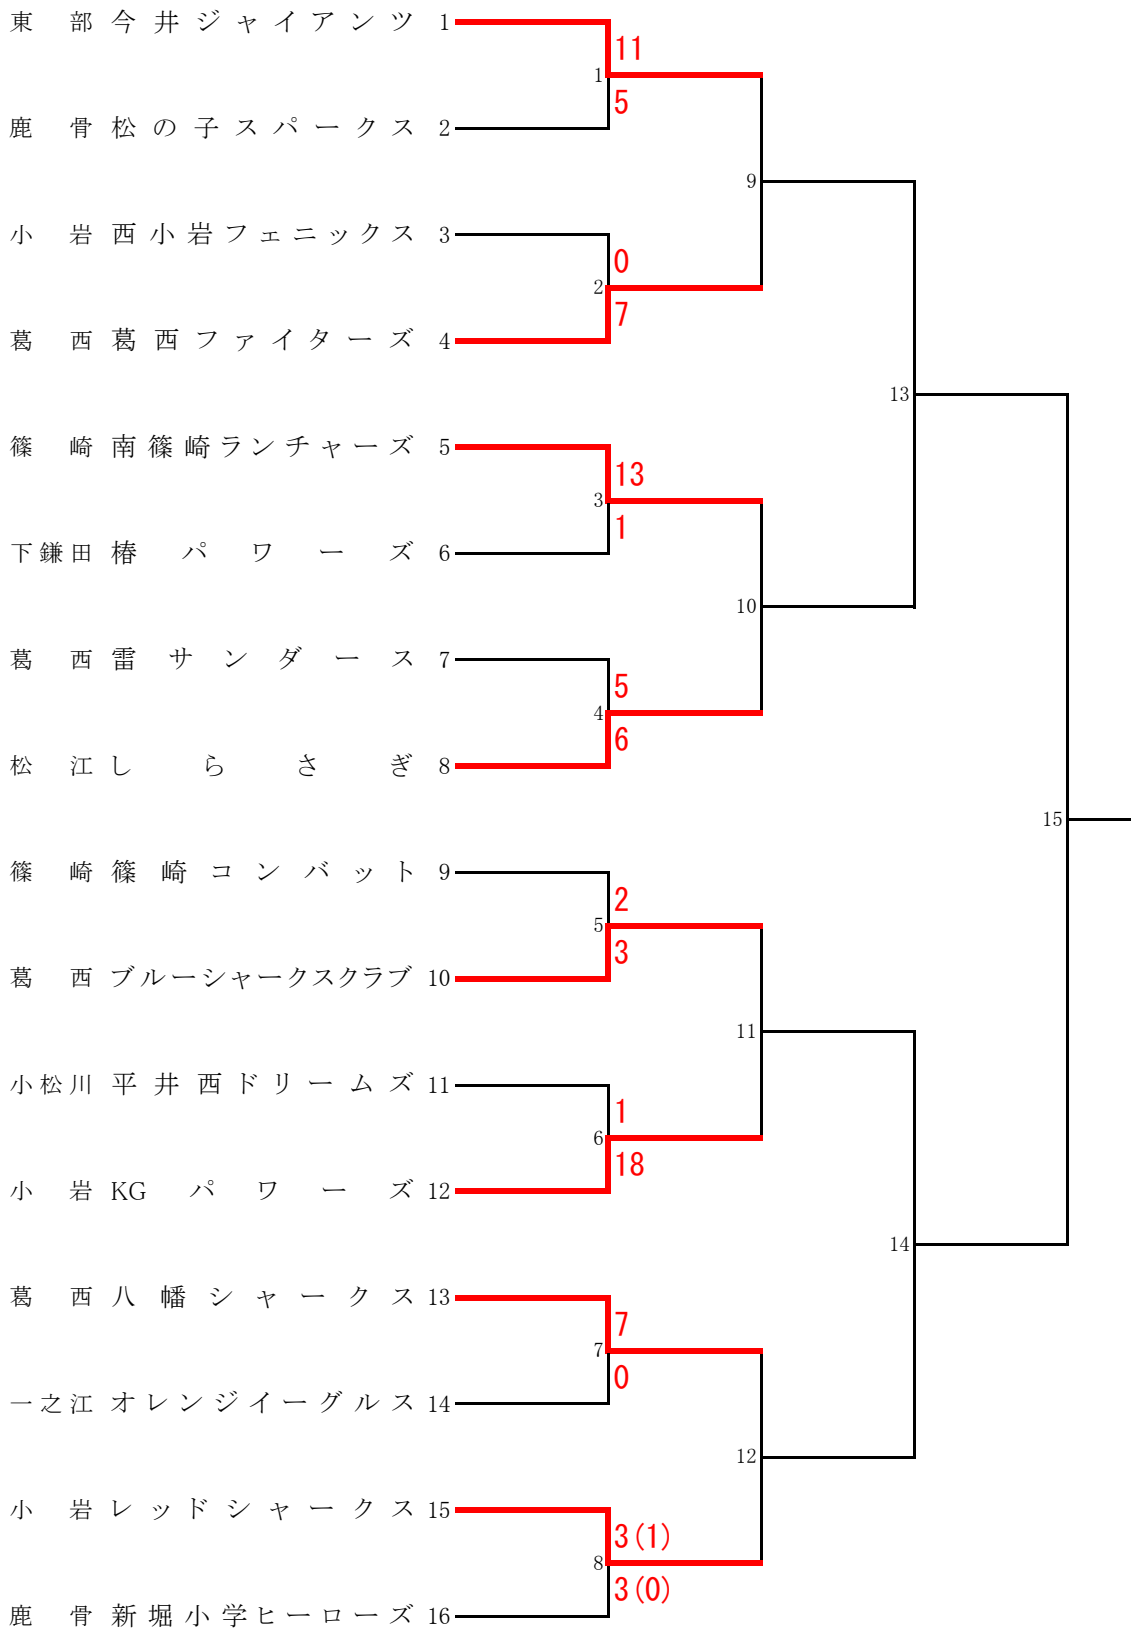 東部 今井ジャイアンツ 1
11
1
5
鹿骨 松の子スパークス 2
9
小岩 西小岩フェニックス 3
0
2
7
葛西 葛西ファイターズ 4
13
篠崎 南篠崎ランチャーズ 5
13
3
1
下鎌田 椿パワーズ 6
10
葛西 雷サンダース 7
5
4
6
松江 しらさぎ 8
15
篠崎 篠崎コンバット 9
2
5
3
葛西 ブルーシャークスクラブ 10
11
小松川 平井西ドリームズ 11
1
6
18
小岩 KGパワーズ 12
14
葛西 八幡シャークス 13
7
7
0
一之江 オレンジイーグルス 14
12
小岩 レッドシャークス 15
3(1)
8
3(0)
鹿骨 新堀小学ヒーローズ 16